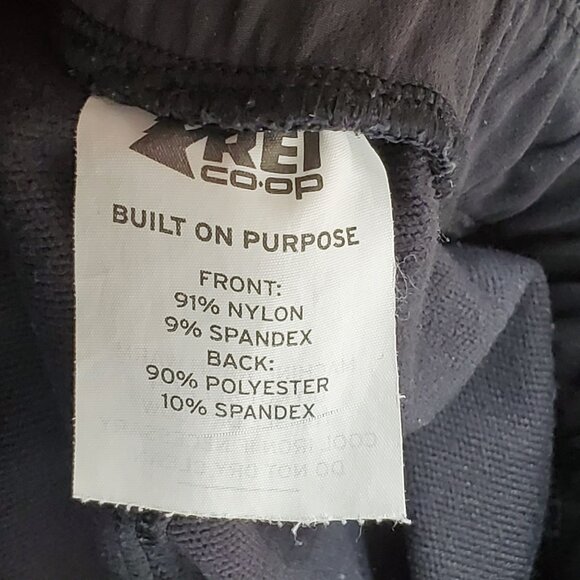 REI
CO·OP
BUILT ON PURPOSE
FRONT:
91% NYLON
9% SPANDEX
BACK:
90% POLYESTER
10% SPANDEX